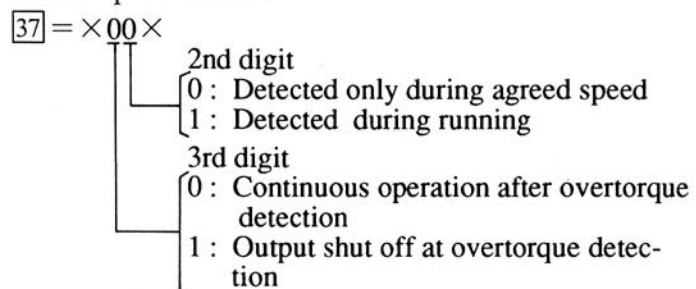 37 = ×00×
2nd digit
0 : Detected only during agreed speed
1 : Detected during running
3rd digit
0 : Continuous operation after overtorque
detection
1 : Output shut off at overtorque detec-
tion